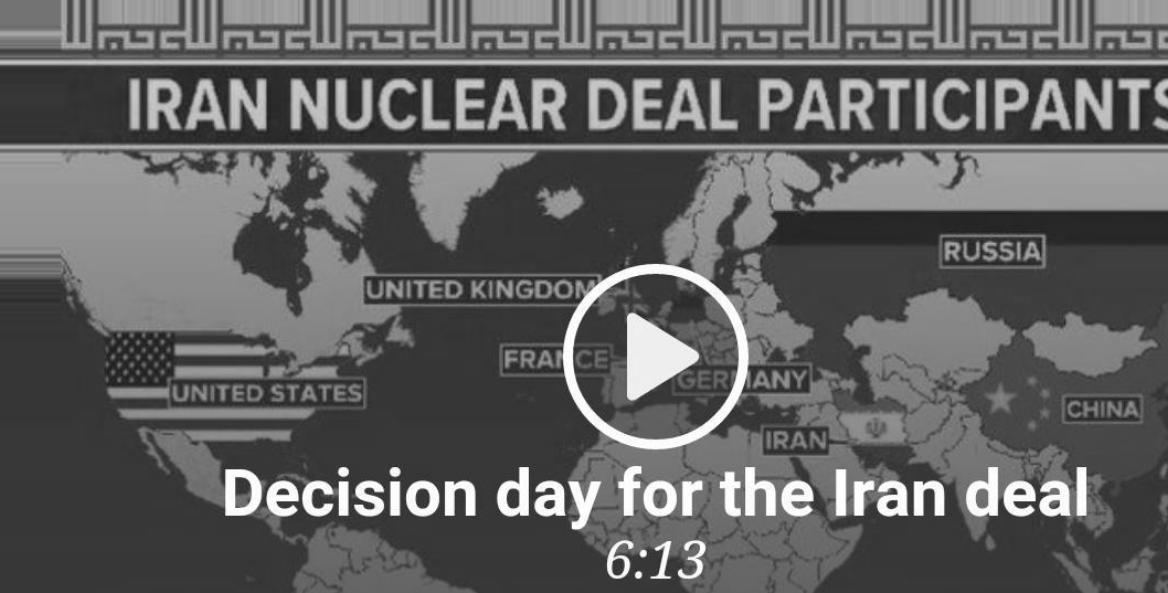 IRAN NUCLEAR DEAL PARTICIPANTS
RUSSIA
UNITED KINGDOM
FRANCE
GERMANY
UNITED STATES
CHINA
IRAN
Decision day for the Iran deal
6:13